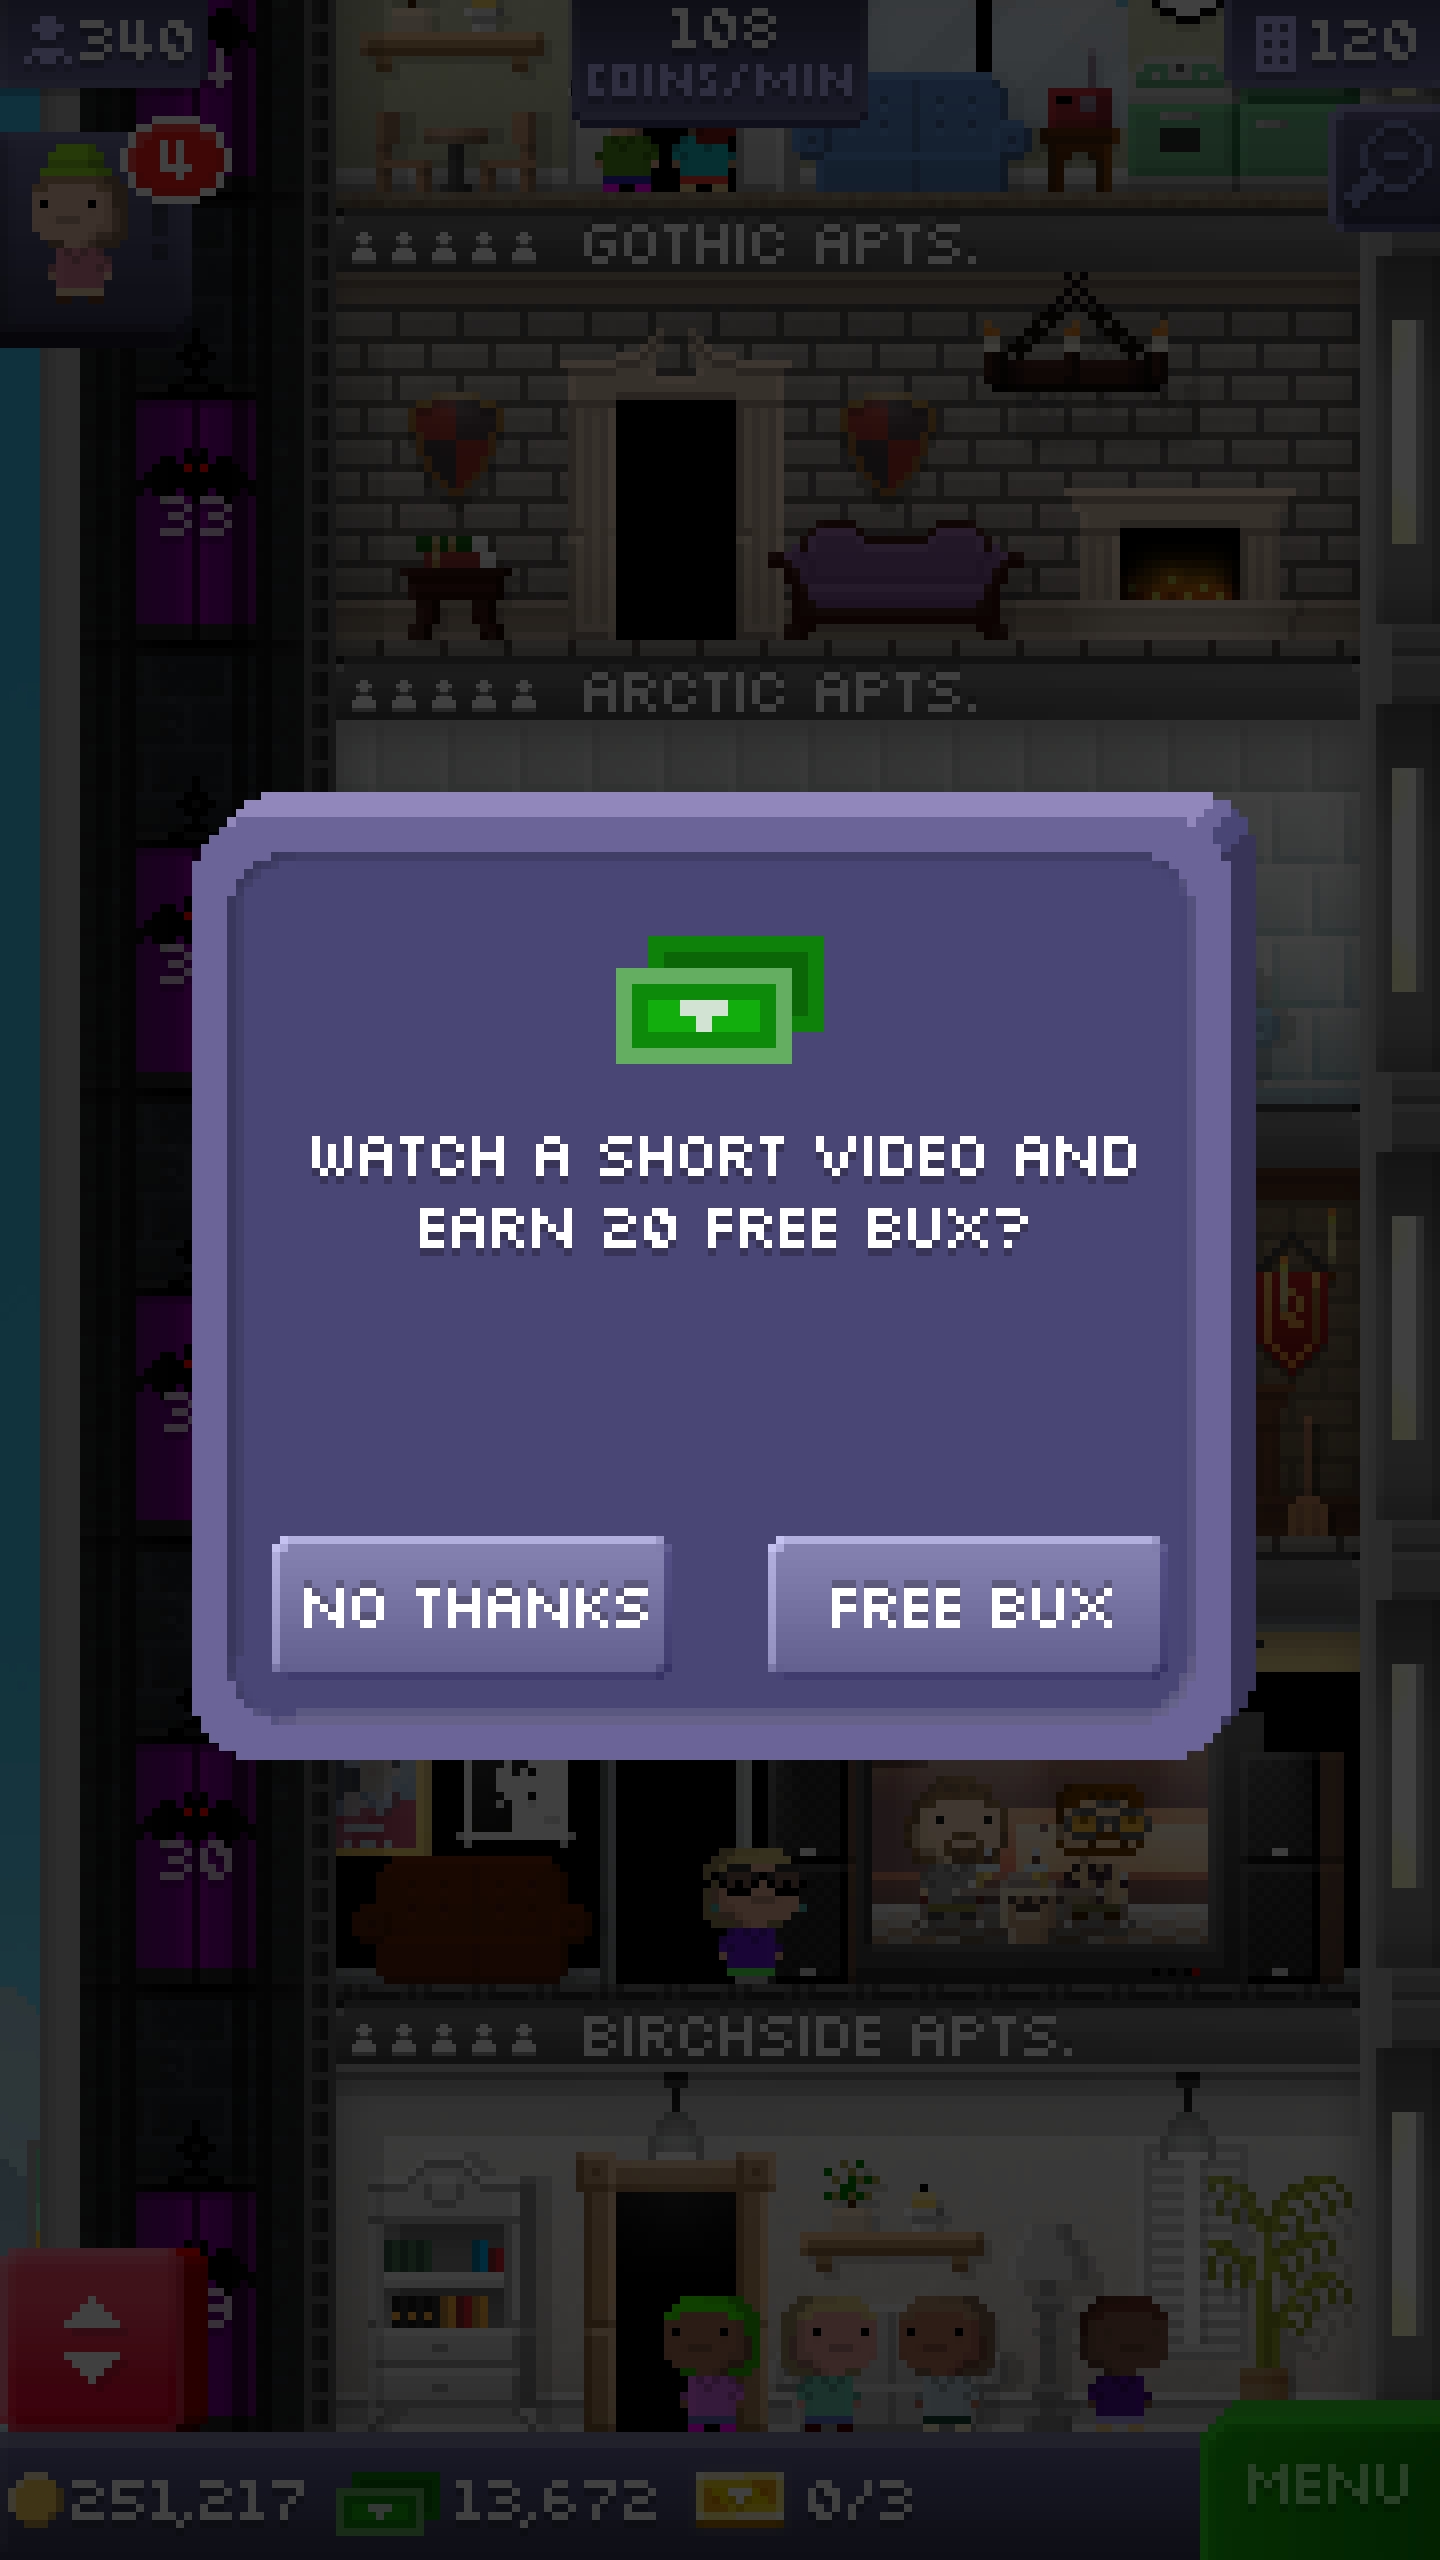 340
108
COINS/MIN
120
4
GOTHIC APTS.
33
ARCTIC APTS.
WATCH A SHORT VIDEO AND
EARN 20 FREE BUX?
NO THANKS
FREE BUX
30
BIRCHSIDE APTS.
251,217
13,672
0/3
MENU